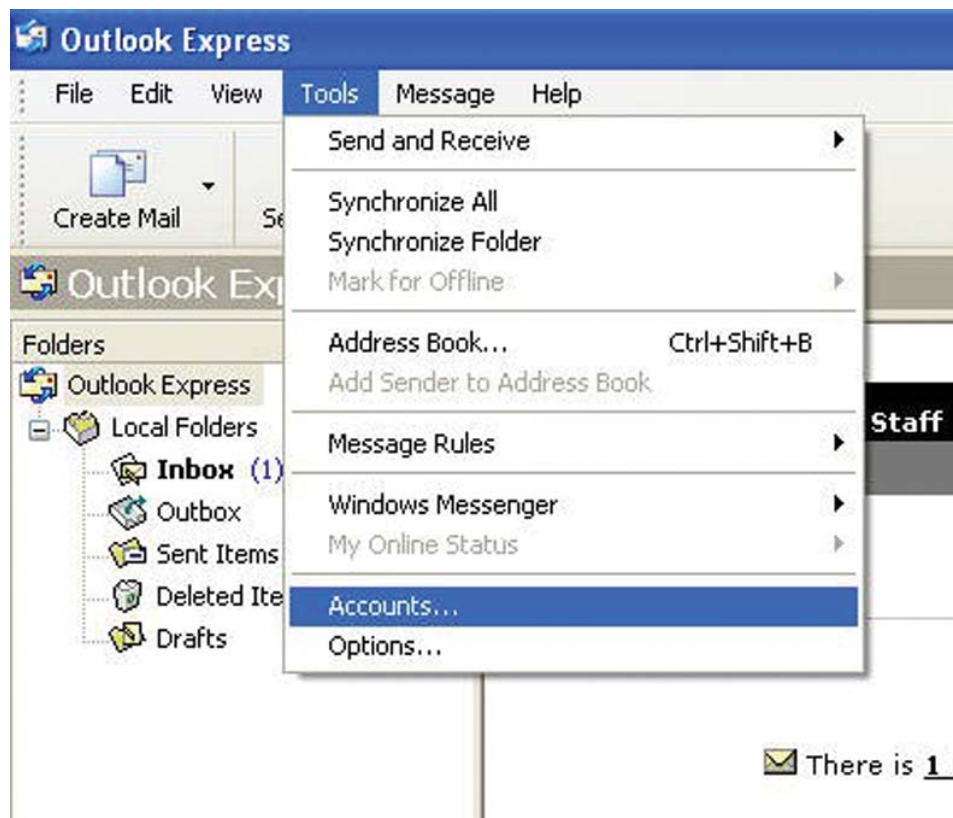 Outlook Express
File Edit View Tools Message Help
Send and Receive
Synchronize All
Create Mail
Synchronize Folder
Outlook
Mark for Offline
Folders
Address Book... Ctrl+Shift+B
Outlook Express
Add Sender to Address Book
Local Folders
Staff
Message Rules
Inbox (1)
Outbox
Windows Messenger
Sent Items
My Online Status
Deleted
Accounts...
Drafts
Options...
There is 1